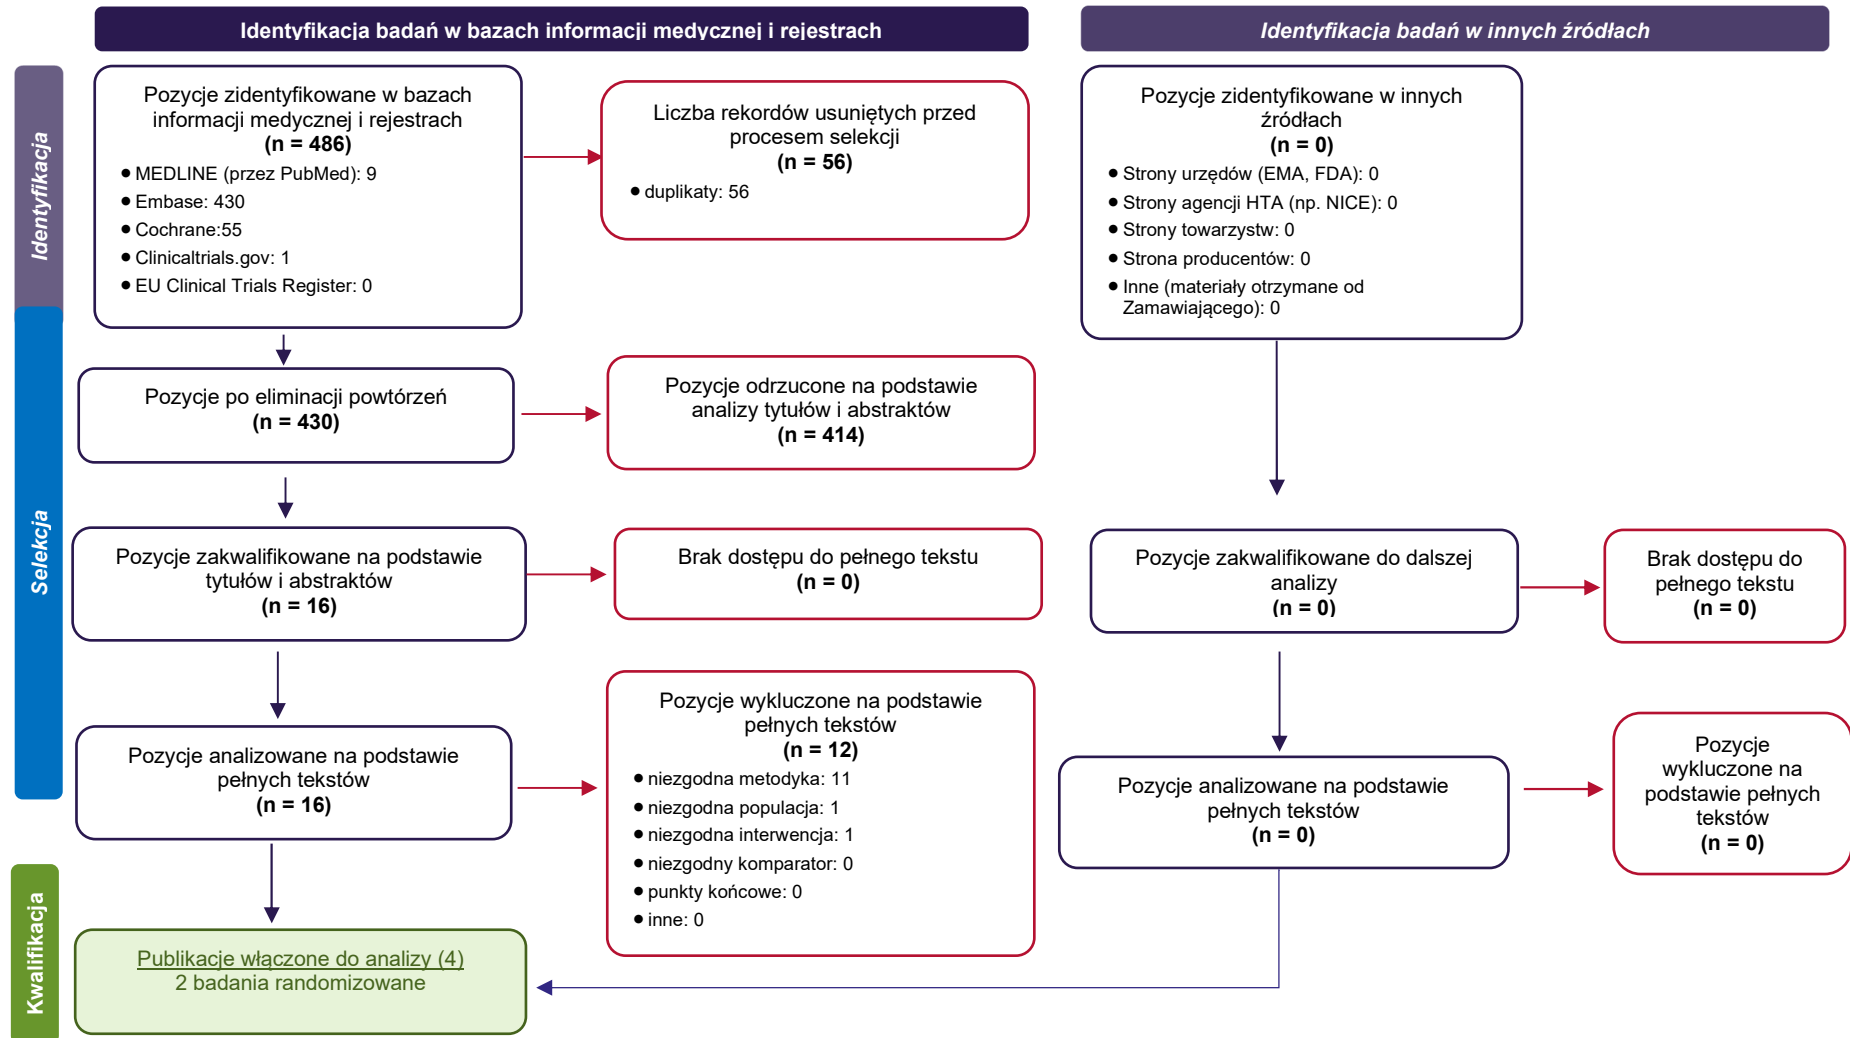 Identyfikacja badań w bazach informacji medycznej i rejestrach
Identyfikacja badań w innych źródłach
Identyfikacja
Pozycje zidentyfikowane w bazach
informacji medycznej i rejestrach
(n = 486)
● MEDLINE (przez PubMed): 9
● Embase: 430
● Cochrane:55
● Clinicaltrials.gov: 1
● EU Clinical Trials Register: 0
Liczba rekordów usuniętych przed
procesem selekcji
(n = 56)
● duplikaty: 56
Pozycje zidentyfikowane w innych
źródłach
(n = 0)
● Strony urzędów (EMA, FDA): 0
● Strony agencji HTA (np. NICE): 0
● Strony towarzystw: 0
● Strona producentów: 0
● Inne (materiały otrzymane od
Zamawiającego): 0
Selekcja
Pozycje po eliminacji powtórzeń
(n = 430)
Pozycje odrzucone na podstawie
analizy tytułów i abstraktów
(n = 414)
Pozycje zakwalifikowane na podstawie
tytułów i abstraktów
(n = 16)
Brak dostępu do pełnego tekstu
(n = 0)
Pozycje zakwalifikowane do dalszej
analizy
(n = 0)
Brak dostępu do
pełnego tekstu
(n = 0)
Pozycje analizowane na podstawie
pełnych tekstów
(n = 16)
Pozycje wykluczone na podstawie
pełnych tekstów
(n = 12)
● niezgodna metodyka: 11
● niezgodna populacja: 1
● niezgodna interwencja: 1
● niezgodny komparator: 0
● punkty końcowe: 0
● inne: 0
Pozycje analizowane na podstawie
pełnych tekstów
(n = 0)
Pozycje
wykluczone na
podstawie pełnych
tekstów
(n = 0)
Kwalifikacja
Publikacje włączone do analizy (4)
2 badania randomizowane